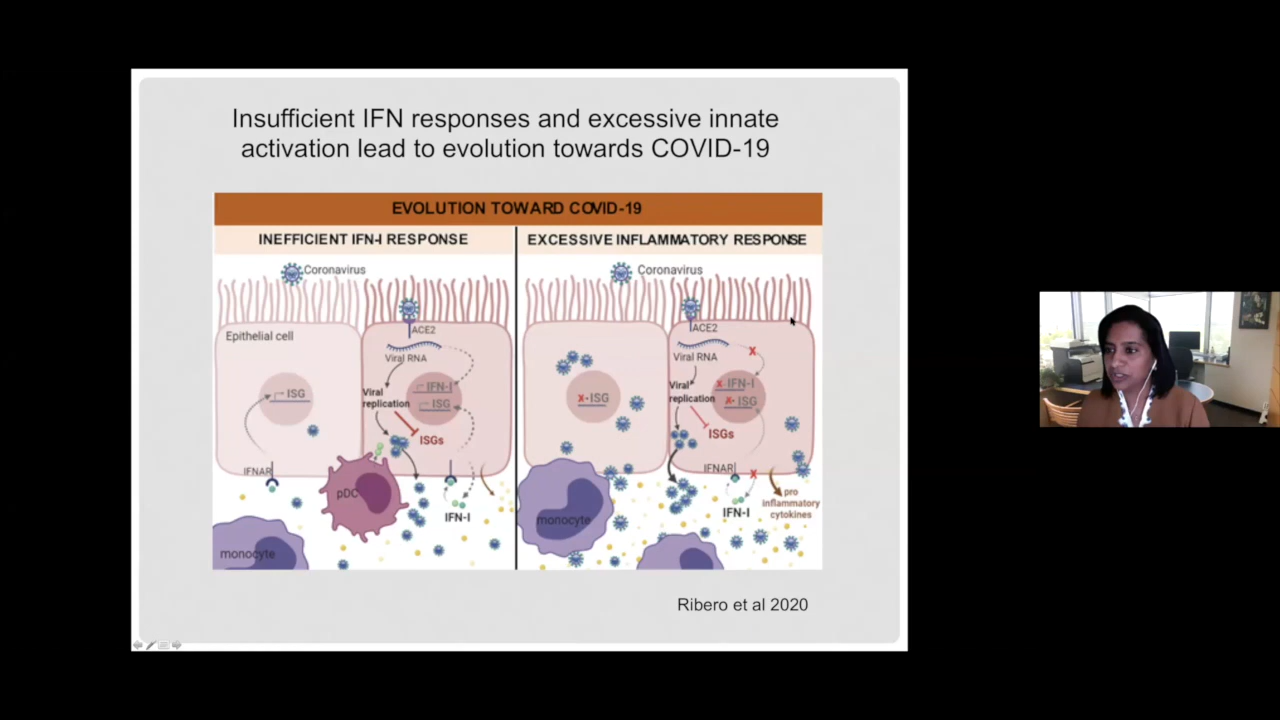 Insufficient IFN responses and excessive innate
activation lead to evolution towards COVID-19
EVOLUTION TOWARD COVID-19
INEFFICIENT IFN-I RESPONSE
Coronavirus
Epithelial cell
ACE2
Viral RNA
IFN-I
ISG
ISG
Viral
replication
ISGs
IFNAR
pDC
IFN-I
monocyte
EXCESSIVE INFLAMMATORY RESPONSE
Coronavirus
ACE2
Viral RNA
x
x-IFN-I
x-ISG
x-ISG
Viral
replication
ISGs
IFNAR
x
IFN-I
pro
inflammatory
cytokines
monocyte
Ribero et al 2020